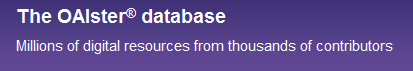 The OAIster® database
Millions of digital resources from thousands of contributors